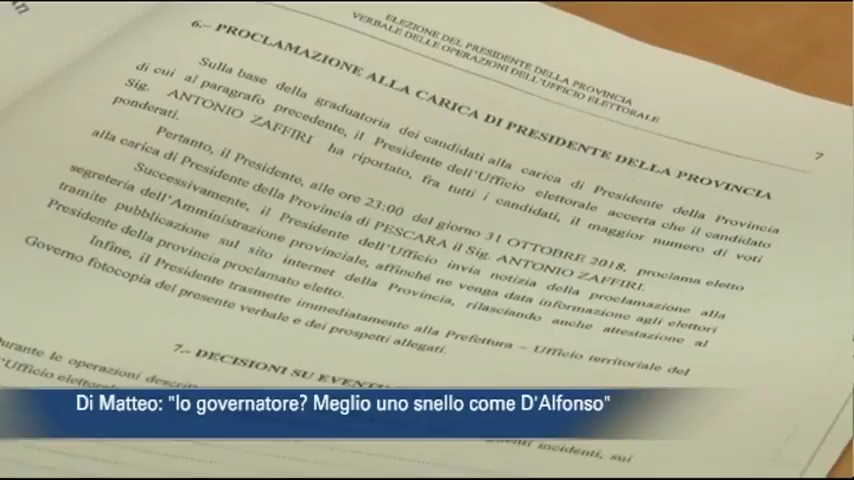 ELEZIONE DEL PRESIDENTE DELLA PROVINCIA
VERBALE DELLE OPERAZIONI DELL'UFFICIO ELETTORALE
7
6.– PROCLAMAZIONE ALLA CARICA DI PRESIDENTE DELLA PROVINCIA
Sulla base della graduatoria dei candidati alla carica di Presidente della Provincia
di cui al paragrafo precedente, il Presidente dell'Ufficio elettorale accerta che il candidato
Sig. ANTONIO ZAFFIRI ha riportato, fra tutti i candidati, il maggior numero di voti
ponderati.
Pertanto, il Presidente, alle ore 23:00 del giorno 31 OTTOBRE 2018, proclama eletto
alla carica di Presidente della Provincia di PESCARA il Sig. ANTONIO ZAFFIRI.
Successivamente, il Presidente dell'Ufficio invia notizia della proclamazione alla
segreteria dell'Amministrazione provinciale, affinché ne venga data informazione agli elettori
tramite pubblicazione sul sito internet della Provincia, rilasciando anche attestazione al
Presidente della provincia proclamato eletto.
Infine, il Presidente trasmette immediatamente alla Prefettura – Ufficio territoriale del
Governo fotocopia del presente verbale e dei prospetti allegati.
7.– DECISIONI SU
Durante le operazioni
l'Ufficio
incidenti, sui
Di Matteo: "Io governatore? Meglio uno snello come D'Alfonso"